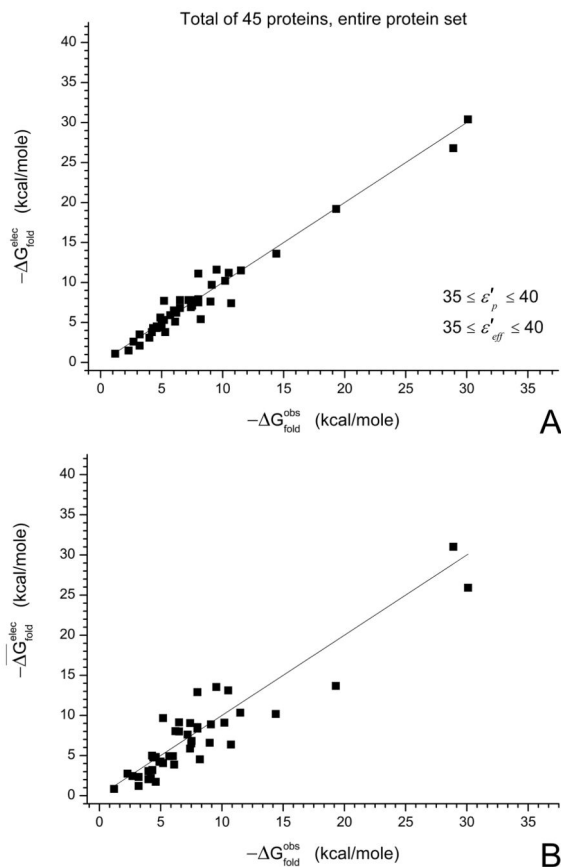 Total of 45 proteins, entire protein set
40
35
30
25
20
15
10
5
0
−ΔG^elec_fold (kcal/mole)
35 ≤ ε′_p ≤ 40
35 ≤ ε′_eff ≤ 40
0 5 10 15 20 25 30 35
−ΔG^obs_fold (kcal/mole)
A
40
35
30
25
20
15
10
5
0
−ΔG̅^elec_fold (kcal/mole)
0 5 10 15 20 25 30 35
−ΔG^obs_fold (kcal/mole)
B